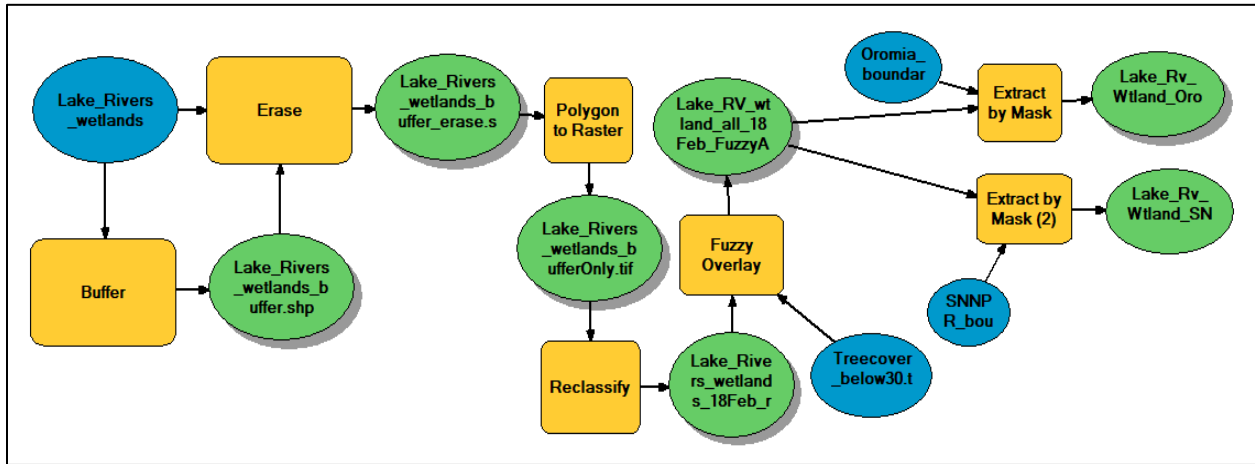 Lake_Rivers
_wetlands
Erase
Lake_Rivers
_wetlands_b
uffer_erase.s
Polygon
to Raster
Lake_RV_wt
land_all_18
Feb_FuzzyA
Oromia_
boundar
Extract
by Mask
Lake_Rv_
Wtland_Oro
Buffer
Lake_Rivers
_wetlands_b
uffer.shp
Lake_Rivers
_wetlands_b
ufferOnly.tif
Fuzzy
Overlay
Extract by
Mask (2)
Lake_Rv_
Wtland_SN
SNNP
R_bou
Reclassify
Lake_Rive
rs_wetland
s_18Feb_r
Treecover
_below30.t